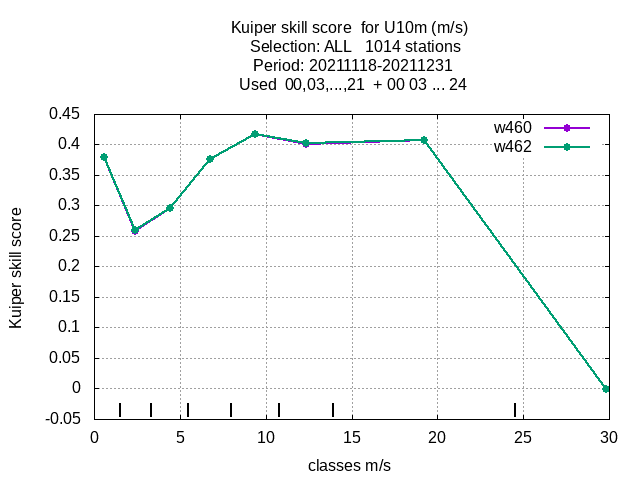 Kuiper skill score  for U10m (m/s)
Selection: ALL   1014 stations
Period: 20211118-20211231
Used  00,03,...,21  + 00 03 ... 24
0.45
0.4
0.35
0.3
0.25
0.2
0.15
0.1
0.05
0
-0.05
Kuiper skill score
w460
w462
0 5 10 15 20 25 30
classes m/s